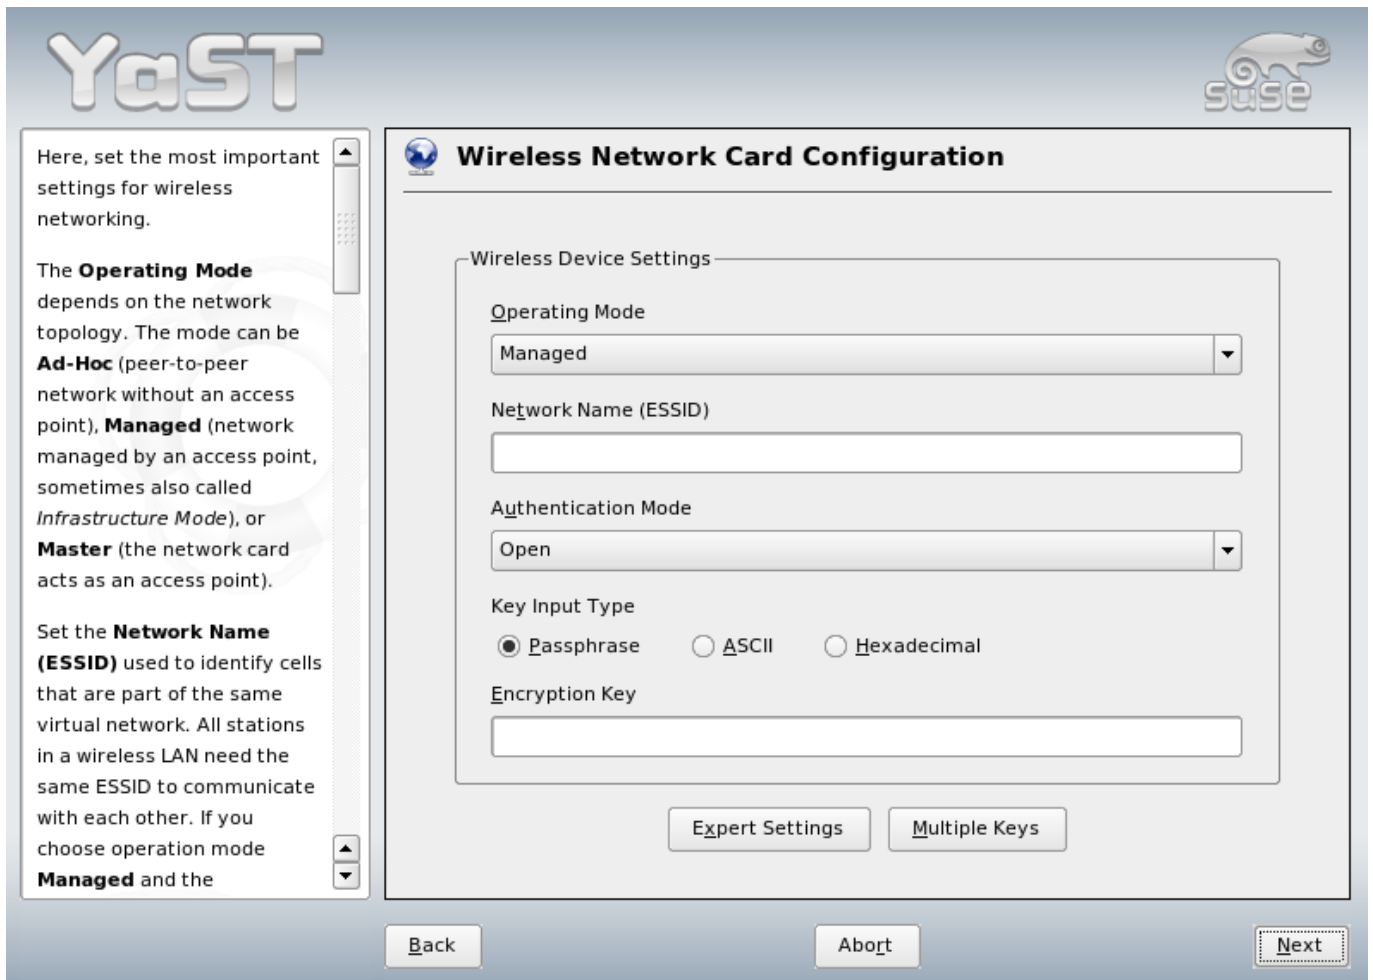 YaST
suse
Here, set the most important
settings for wireless
networking.
The Operating Mode
depends on the network
topology. The mode can be
Ad-Hoc (peer-to-peer
network without an access
point), Managed (network
managed by an access point,
sometimes also called
Infrastructure Mode), or
Master (the network card
acts as an access point).
Set the Network Name
(ESSID) used to identify cells
that are part of the same
virtual network. All stations
in a wireless LAN need the
same ESSID to communicate
with each other. If you
choose operation mode
Managed and the
Wireless Network Card Configuration
Wireless Device Settings
Operating Mode
Managed
Network Name (ESSID)
Authentication Mode
Open
Key Input Type
Passphrase ASCII Hexadecimal
Encryption Key
Expert Settings Multiple Keys
Back Abort Next